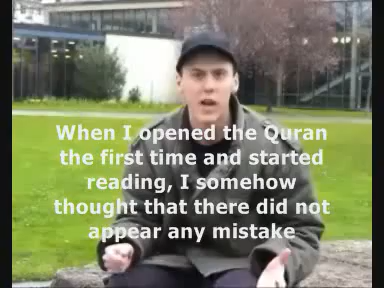 When I opened the Quran
the first time and started
reading, I somehow
thought that there did not
appear any mistake